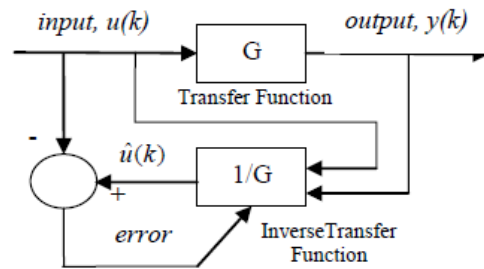 input, u(k)
output, y(k)
G
Transfer Function
-
û(k)
+
1/G
error
InverseTransfer
Function